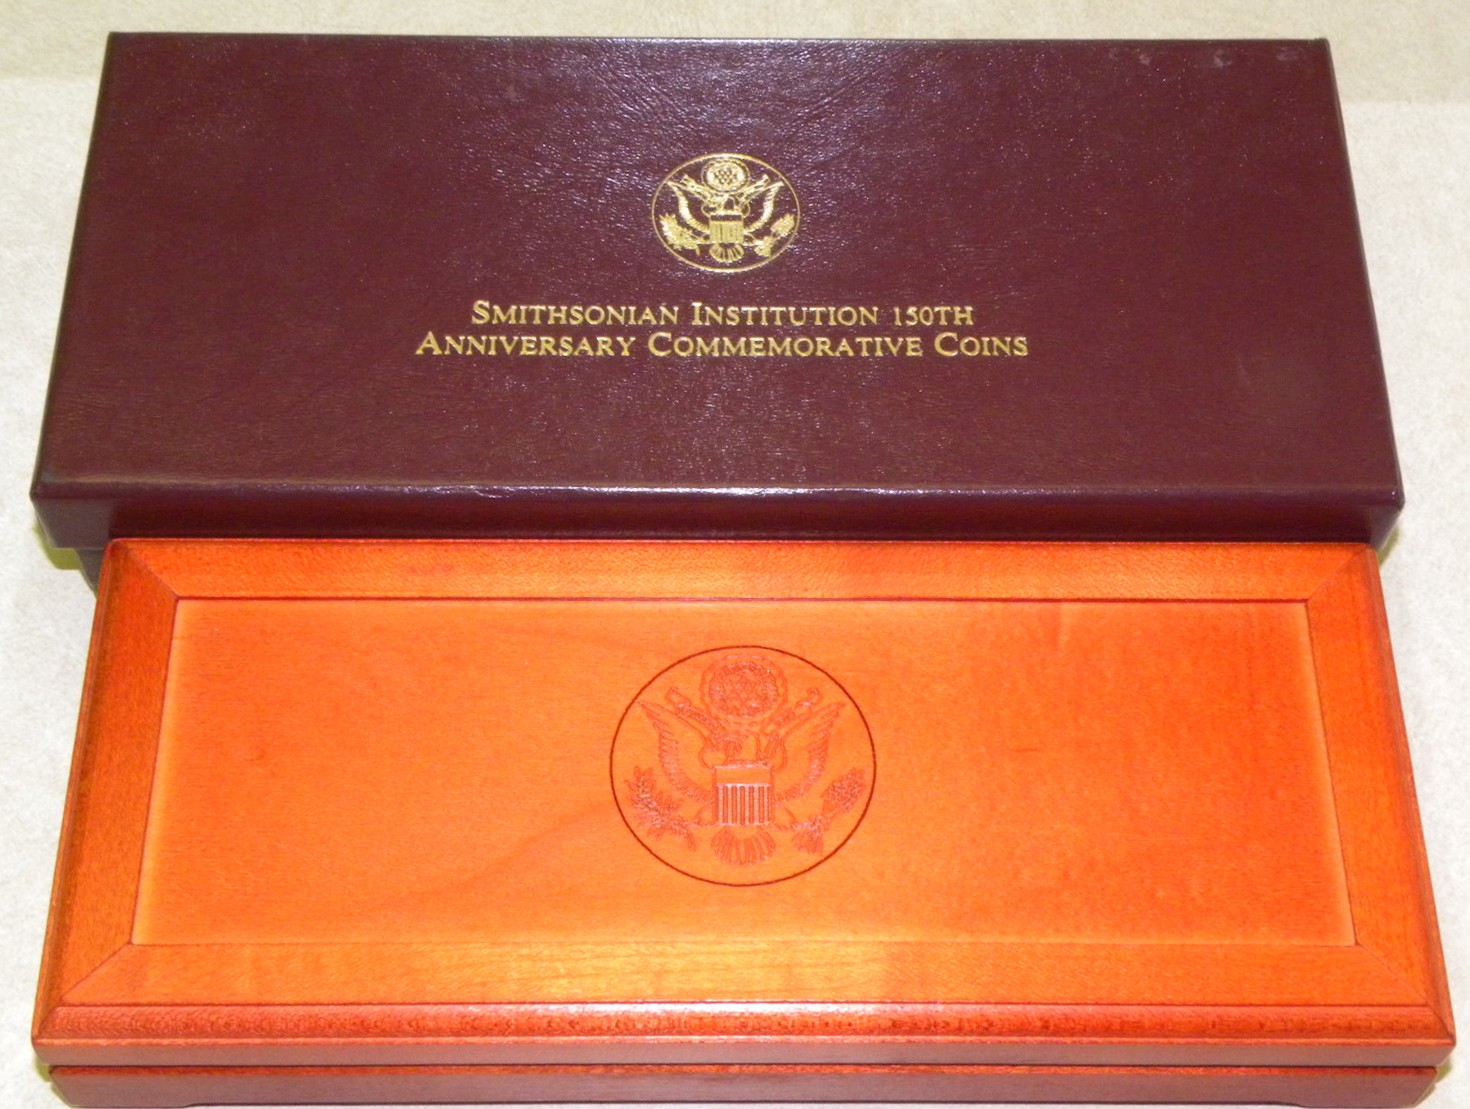 SMITHSONIAN INSTITUTION 150TH
ANNIVERSARY COMMEMORATIVE COINS